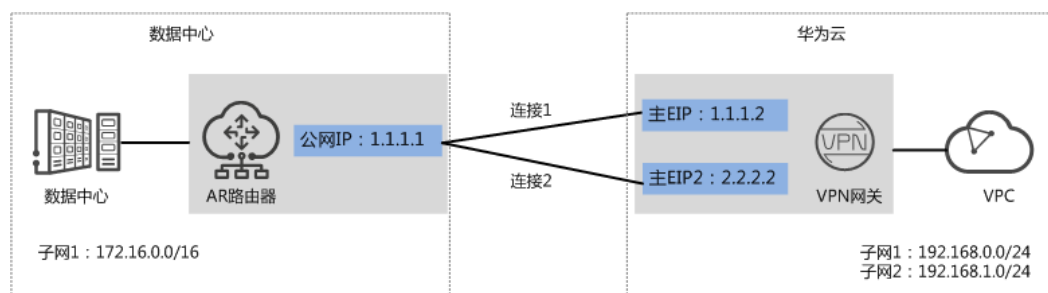 数据中心
华为云
公网IP：1.1.1.1
连接1
连接2
主EIP：1.1.1.2
主EIP2：2.2.2.2
VPN
数据中心
AR路由器
VPN网关
VPC
子网1：172.16.0.0/16
子网1：192.168.0.0/24
子网2：192.168.1.0/24